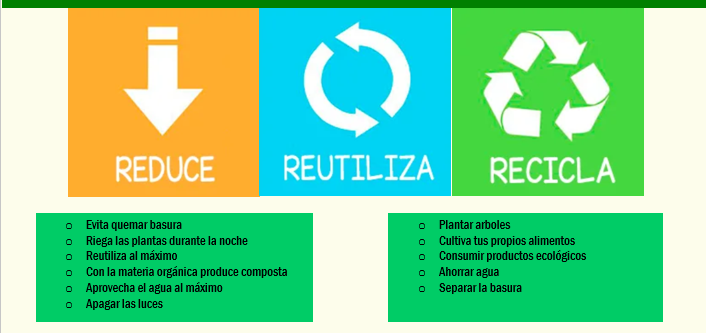 REDUCE
REUTILIZA
RECICLA
o Evita quemar basura
o Riega las plantas durante la noche
o Reutiliza al máximo
o Con la materia orgánica produce composta
o Aprovecha el agua al máximo
o Apagar las luces
o Plantar arboles
o Cultiva tus propios alimentos
o Consumir productos ecológicos
o Ahorrar agua
o Separar la basura